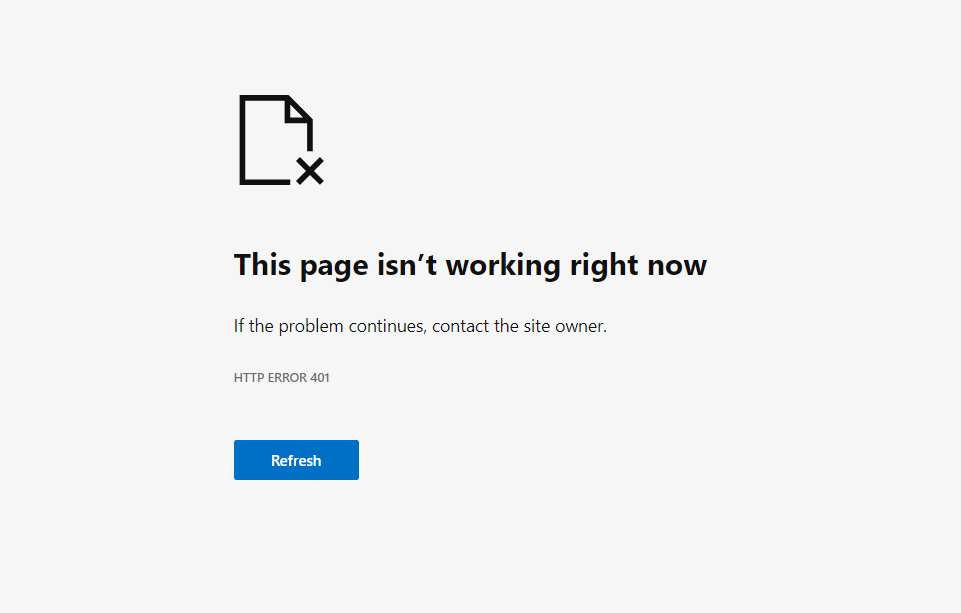 This page isn’t working right now
If the problem continues, contact the site owner.
HTTP ERROR 401
Refresh